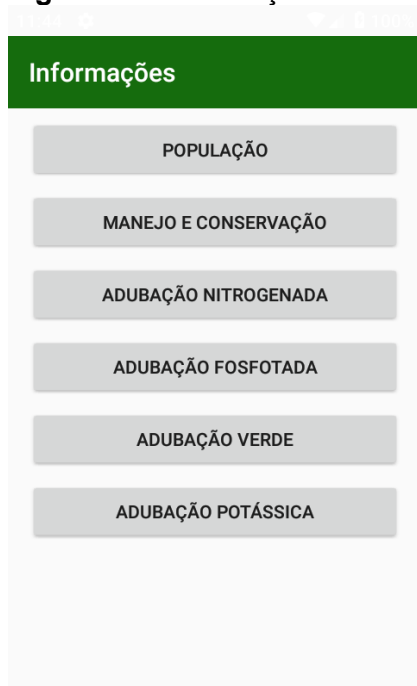 Informações
POPULAÇÃO
MANEJO E CONSERVAÇÃO
ADUBAÇÃO NITROGENADA
ADUBAÇÃO FOSFOTADA
ADUBAÇÃO VERDE
ADUBAÇÃO POTÁSSICA